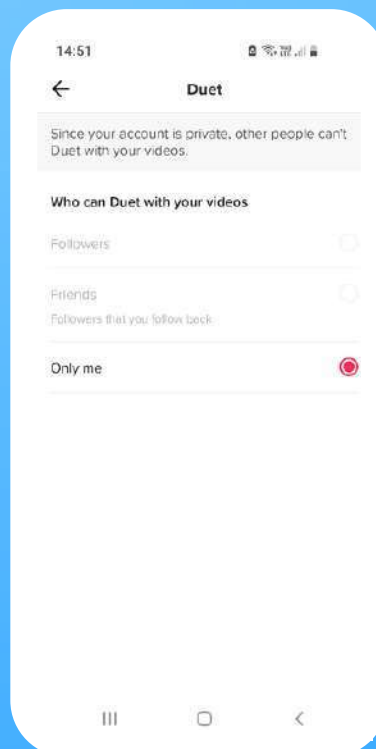 14:51
Duet
Since your account is private, other people can't
Duet with your videos.
Who can Duet with your videos
Followers
Friends
Followers that you follow back
Only me